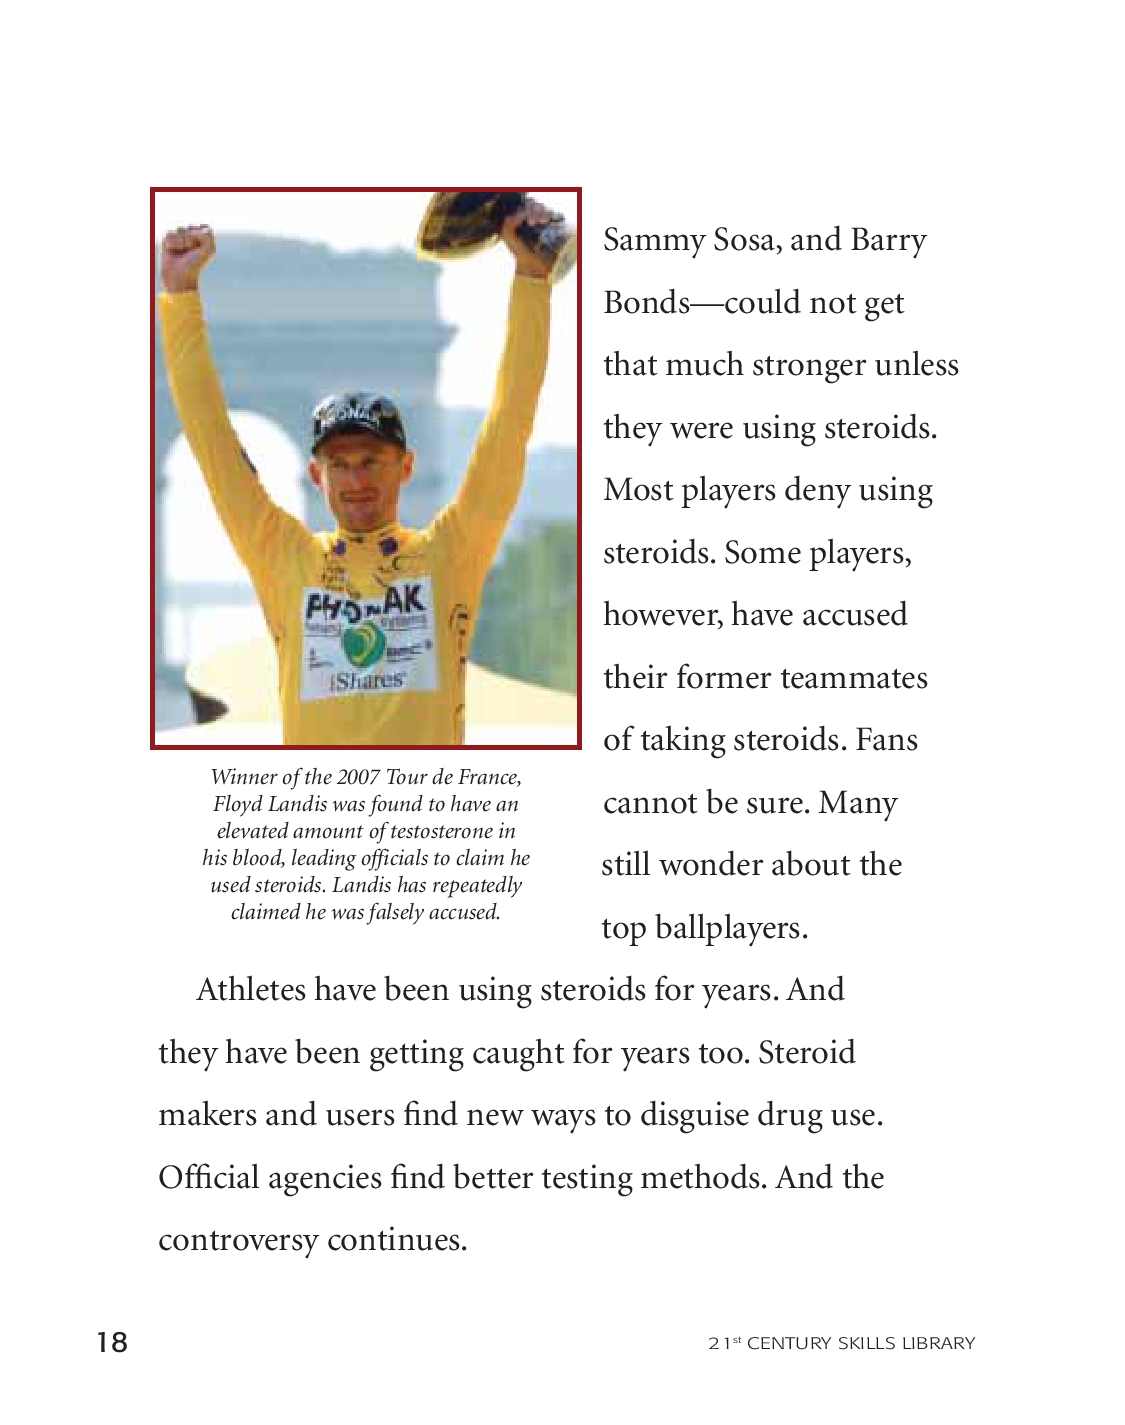 Sammy Sosa, and Barry
Bonds—could not get
that much stronger unless
they were using steroids.
Most players deny using
steroids. Some players,
however, have accused
their former teammates
of taking steroids. Fans
cannot be sure. Many
still wonder about the
top ballplayers.
PHONAK
iShares
Winner of the 2007 Tour de France,
Floyd Landis was found to have an
elevated amount of testosterone in
his blood, leading officials to claim he
used steroids. Landis has repeatedly
claimed he was falsely accused.
Athletes have been using steroids for years. And
they have been getting caught for years too. Steroid
makers and users find new ways to disguise drug use.
Official agencies find better testing methods. And the
controversy continues.
18
21st CENTURY SKILLS LIBRARY